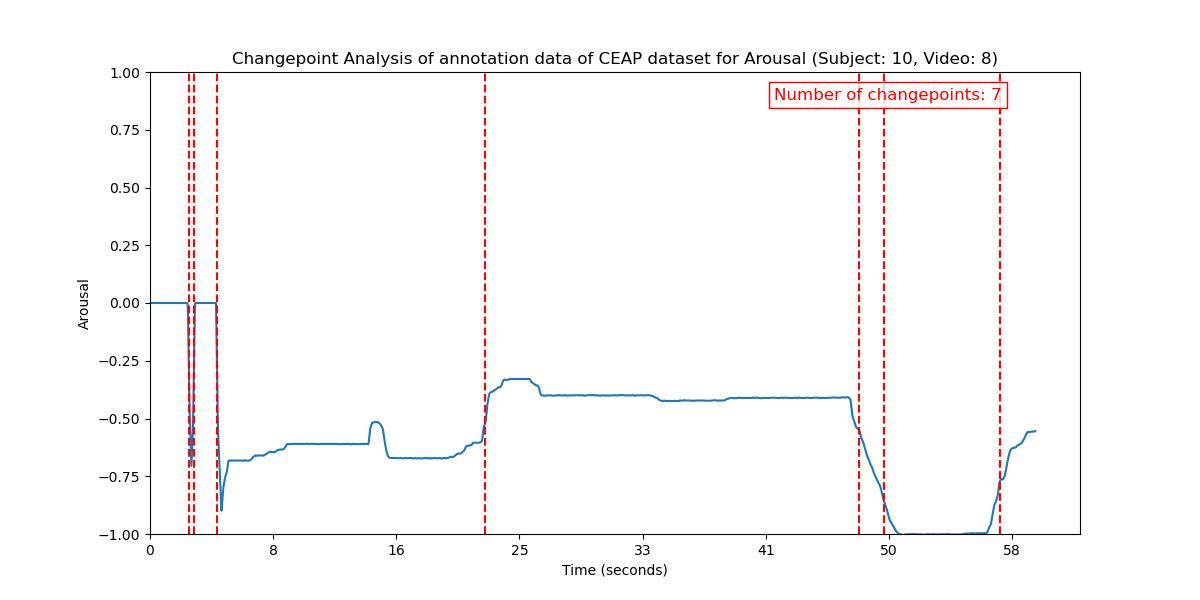 Changepoint Analysis of annotation data of CEAP dataset for Arousal (Subject: 10, Video: 8)
Number of changepoints: 7
1.00
0.75
0.50
0.25
0.00
−0.25
−0.50
−0.75
−1.00
Arousal
0 8 16 25 33 41 50 58
Time (seconds)